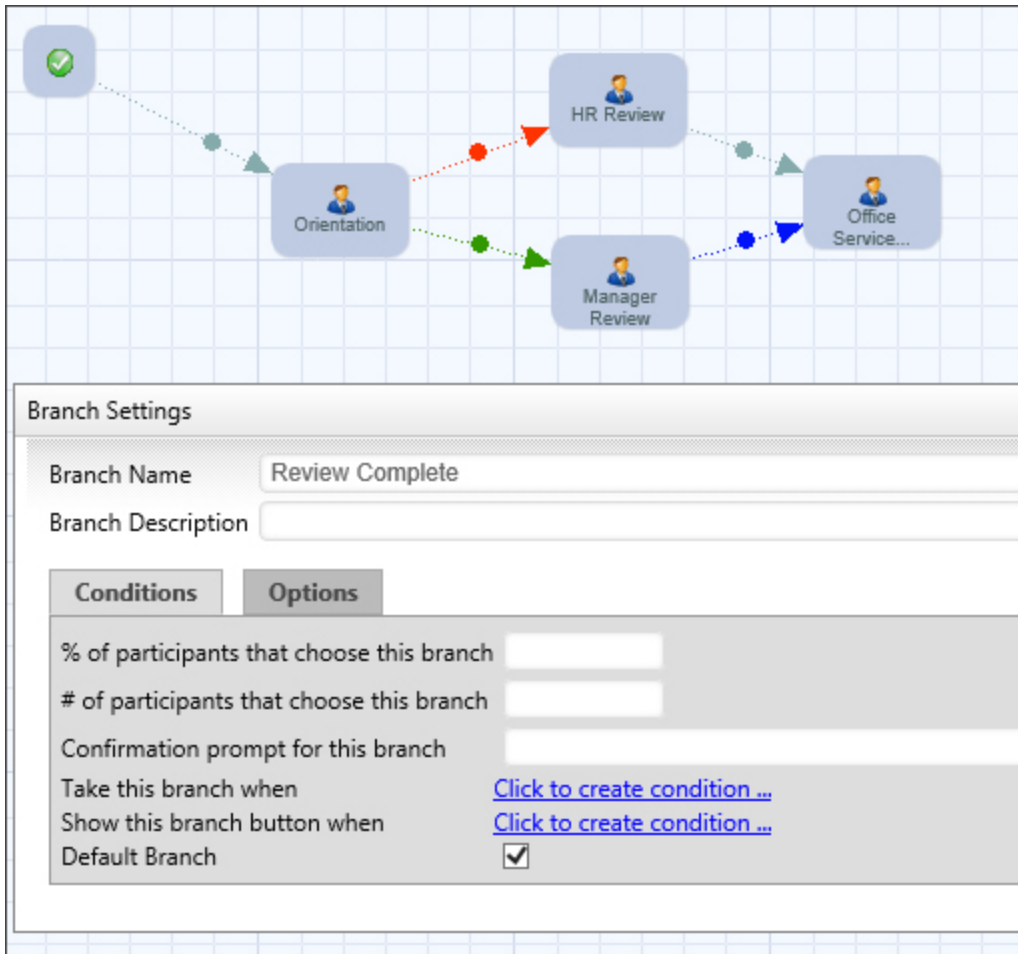 HR Review
Orientation
Office
Service...
Manager
Review
Branch Settings
Branch Name Review Complete
Branch Description
Conditions Options
% of participants that choose this branch
# of participants that choose this branch
Confirmation prompt for this branch
Take this branch when Click to create condition ...
Show this branch button when Click to create condition ...
Default Branch